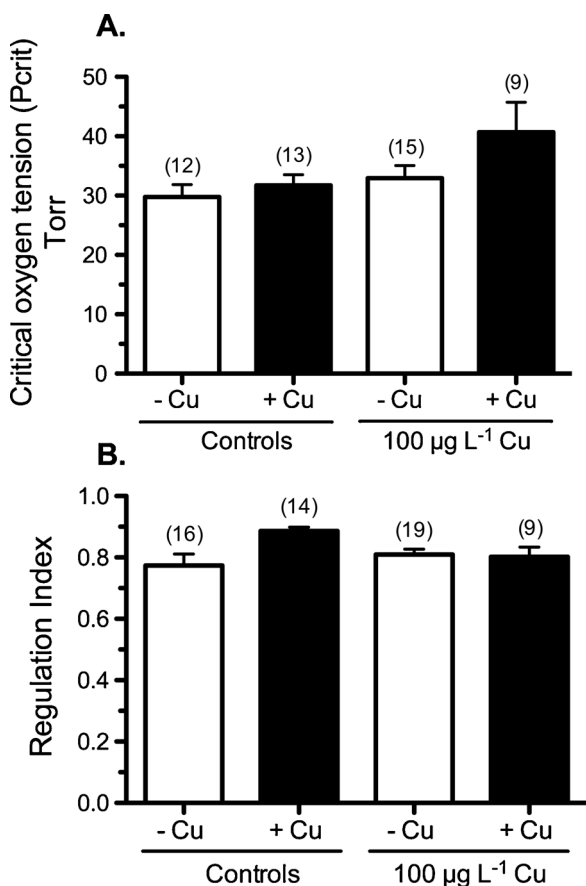 A.
Critical oxygen tension (Pcrit)
Torr
50
40
30
20
10
0
(12)
(13)
(15)
(9)
- Cu
+ Cu
- Cu
+ Cu
Controls
100 µg L⁻¹ Cu
B.
Regulation Index
1.0
0.8
0.6
0.4
0.2
0.0
(16)
(14)
(19)
(9)
- Cu
+ Cu
- Cu
+ Cu
Controls
100 µg L⁻¹ Cu